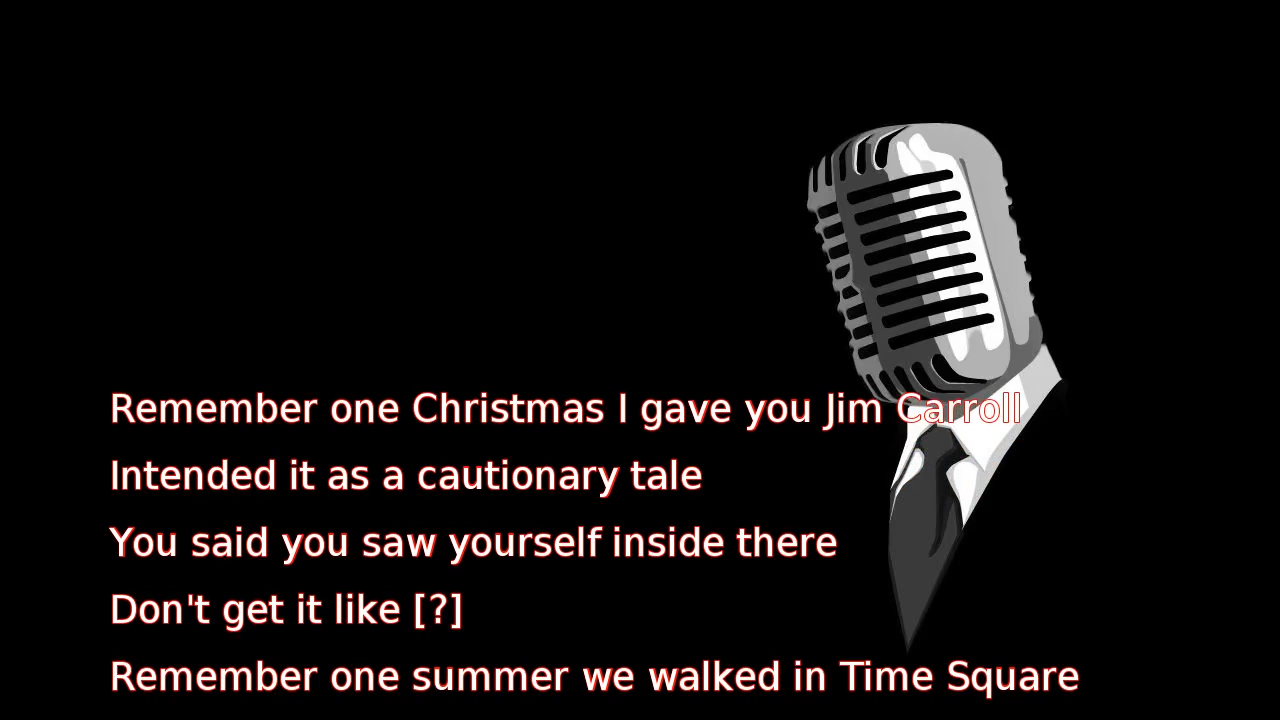 Remember one Christmas I gave you Jim Carroll
Intended it as a cautionary tale
You said you saw yourself inside there
Don't get it like [?]
Remember one summer we walked in Time Square